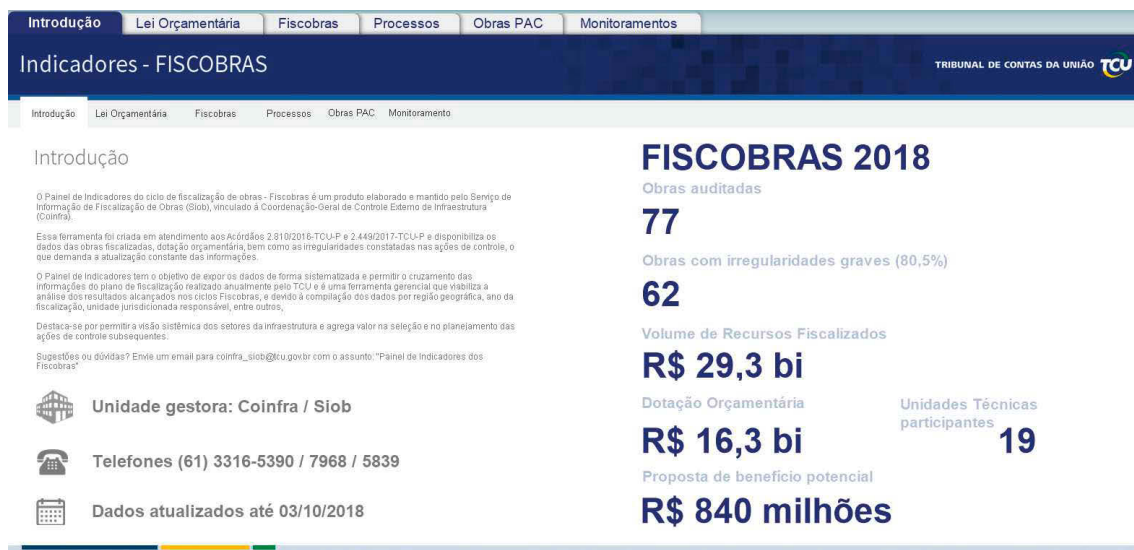 Introdução Lei Orçamentária Fiscobras Processos Obras PAC Monitoramentos
Indicadores - FISCOBRAS
TRIBUNAL DE CONTAS DA UNIÃO TCU
Introdução Lei Orçamentária Fiscobras Processos Obras PAC Monitoramento
Introdução
O Painel de Indicadores do ciclo de fiscalização de obras - Fiscobras é um produto elaborado e mantido pelo Serviço de
Informação de Fiscalização de Obras (Siob), vinculado à Coordenação-Geral de Controle Externo de Infraestrutura
(Coinfra).
Essa ferramenta foi criada em atendimento aos Acórdãos 2.810/2016-TCU-P e 2.449/2017-TCU-P e disponibiliza os
dados das obras fiscalizadas, dotação orçamentária, bem como as irregularidades constatadas nas ações de controle, o
que demanda a atualização constante das informações.
O Painel de Indicadores tem o objetivo de expor os dados de forma sistematizada e permitir o cruzamento das
informações do plano de fiscalização realizado anualmente pelo TCU e é uma ferramenta gerencial que viabiliza a
análise dos resultados alcançados nos ciclos Fiscobras, e devido à compilação dos dados por região geográfica, ano da
fiscalização, unidade jurisdicionada responsável, entre outros,
Destaca-se por permitir a visão sistêmica dos setores da infraestrutura e agrega valor na seleção e no planejamento das
ações de controle subsequentes.
Sugestões ou dúvidas? Envie um email para coinfra_siob@tcu.gov.br com o assunto: "Painel de Indicadores dos
Fiscobras"
Unidade gestora: Coinfra / Siob
Telefones (61) 3316-5390 / 7968 / 5839
Dados atualizados até 03/10/2018
FISCOBRAS 2018
Obras auditadas
77
Obras com irregularidades graves (80,5%)
62
Volume de Recursos Fiscalizados
R$ 29,3 bi
Dotação Orçamentária
R$ 16,3 bi
Unidades Técnicas
participantes
19
Proposta de benefício potencial
R$ 840 milhões